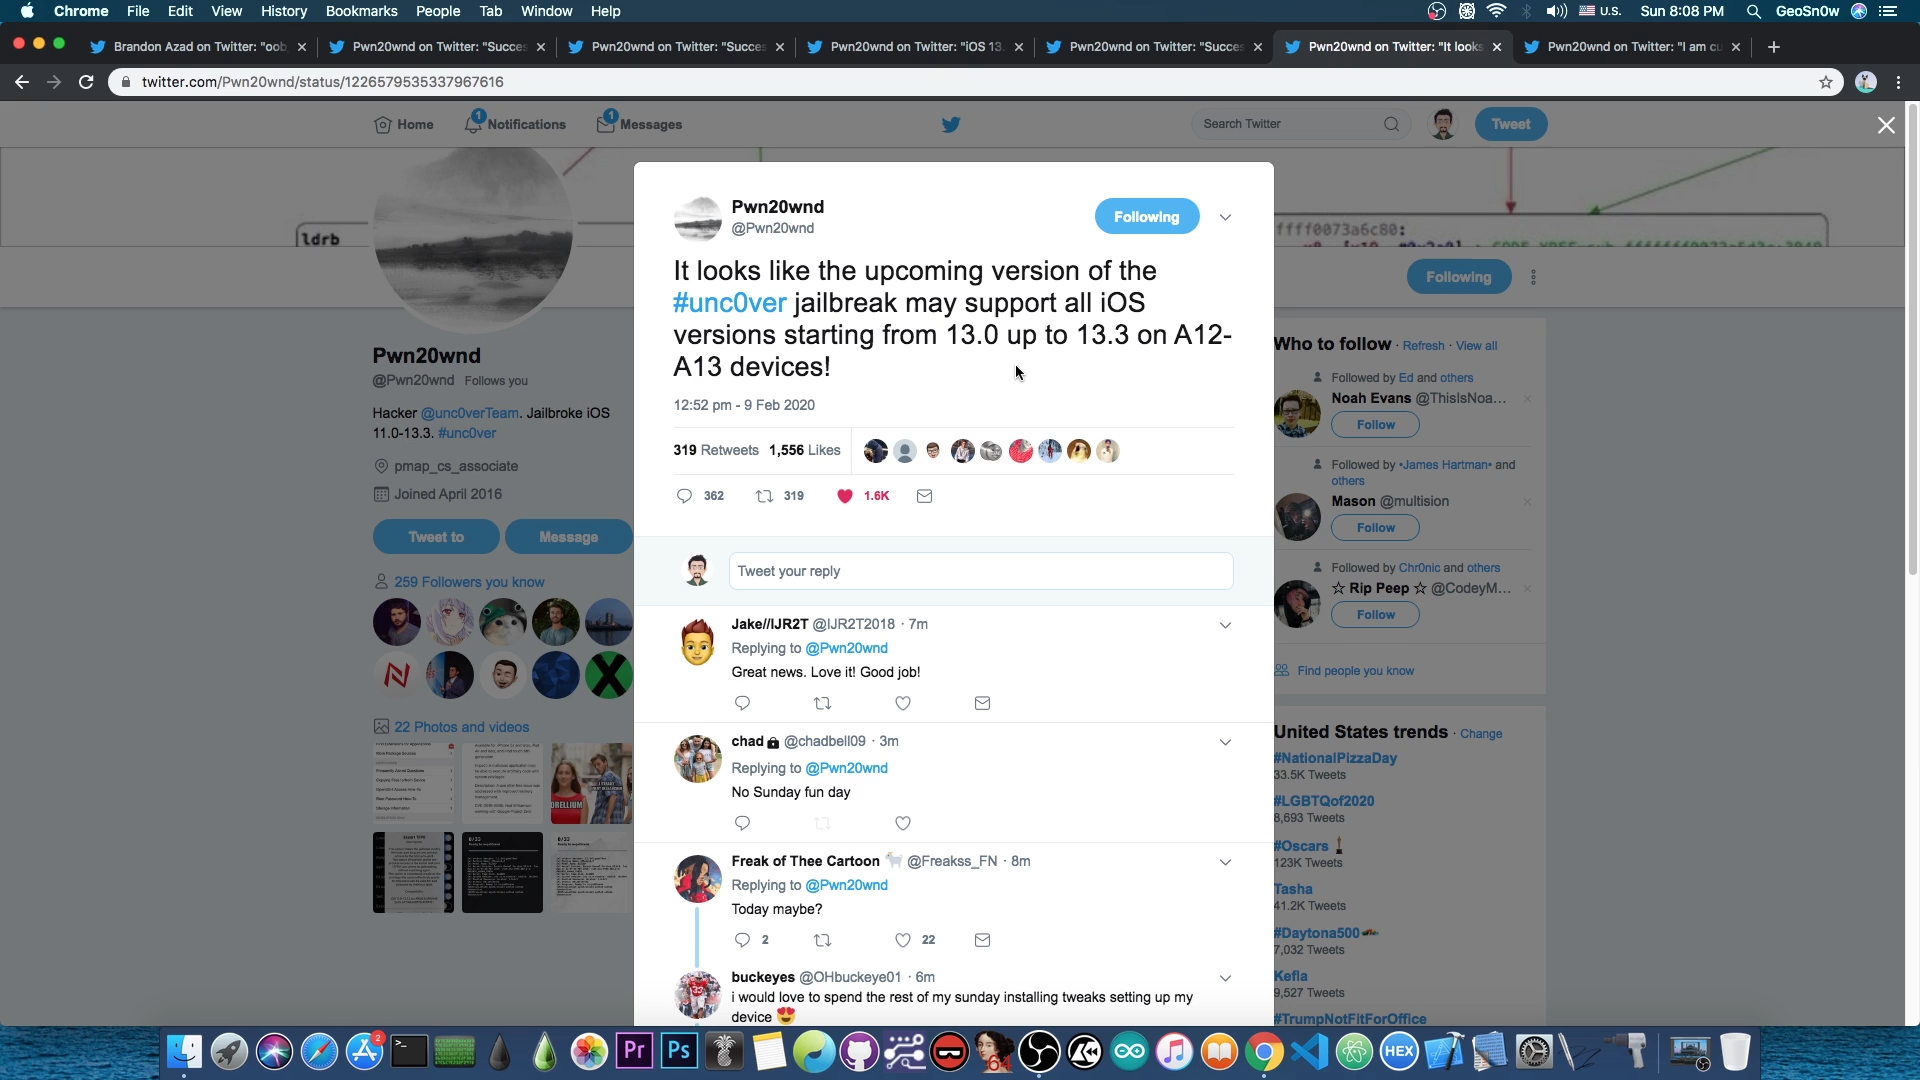 Chrome File Edit View History Bookmarks People Tab Window Help
U.S. Sun 8:08 PM GeoSn0w
Brandon Azad on Twitter: "oob
Pwn20wnd on Twitter: "Succes
Pwn20wnd on Twitter: "Succes
Pwn20wnd on Twitter: "iOS 13.
Pwn20wnd on Twitter: "Succes
Pwn20wnd on Twitter: "It looks
Pwn20wnd on Twitter: "I am cu
twitter.com/Pwn20wnd/status/1226579535337967616
Home
1 Notifications
1 Messages
Search Twitter
Tweet
ldrb
ffff0073a6c80:
Following
Pwn20wnd
@Pwn20wnd Follows you
Hacker @unc0verTeam. Jailbroke iOS
11.0-13.3. #unc0ver
pmap_cs_associate
Joined April 2016
Tweet to
Message
259 Followers you know
22 Photos and videos
ORELLIUM
Pwn20wnd
@Pwn20wnd
Following
It looks like the upcoming version of the
#unc0ver jailbreak may support all iOS
versions starting from 13.0 up to 13.3 on A12-
A13 devices!
12:52 pm - 9 Feb 2020
319 Retweets 1,556 Likes
362 319 1.6K
Tweet your reply
Jake//IJR2T @IJR2T2018 · 7m
Replying to @Pwn20wnd
Great news. Love it! Good job!
chad @chadbell09 · 3m
Replying to @Pwn20wnd
No Sunday fun day
Freak of Thee Cartoon 🐐 @Freakss_FN · 8m
Replying to @Pwn20wnd
Today maybe?
2 22
buckeyes @OHbuckeye01 · 6m
i would love to spend the rest of my sunday installing tweaks setting up my
device 😍
Who to follow · Refresh · View all
Followed by Ed and others
Noah Evans @ThisIsNoa...
Follow
Followed by •James Hartman• and
others
Mason @multision
Follow
Followed by Chr0nic and others
☆ Rip Peep ☆ @CodeyM...
Follow
Find people you know
United States trends · Change
#NationalPizzaDay
33.5K Tweets
#LGBTQof2020
8,693 Tweets
#Oscars
123K Tweets
Tasha
41.2K Tweets
#Daytona500
7,032 Tweets
Kefla
9,527 Tweets
#TrumpNotFitForOffice
2
Pr
Ps
64
HEX